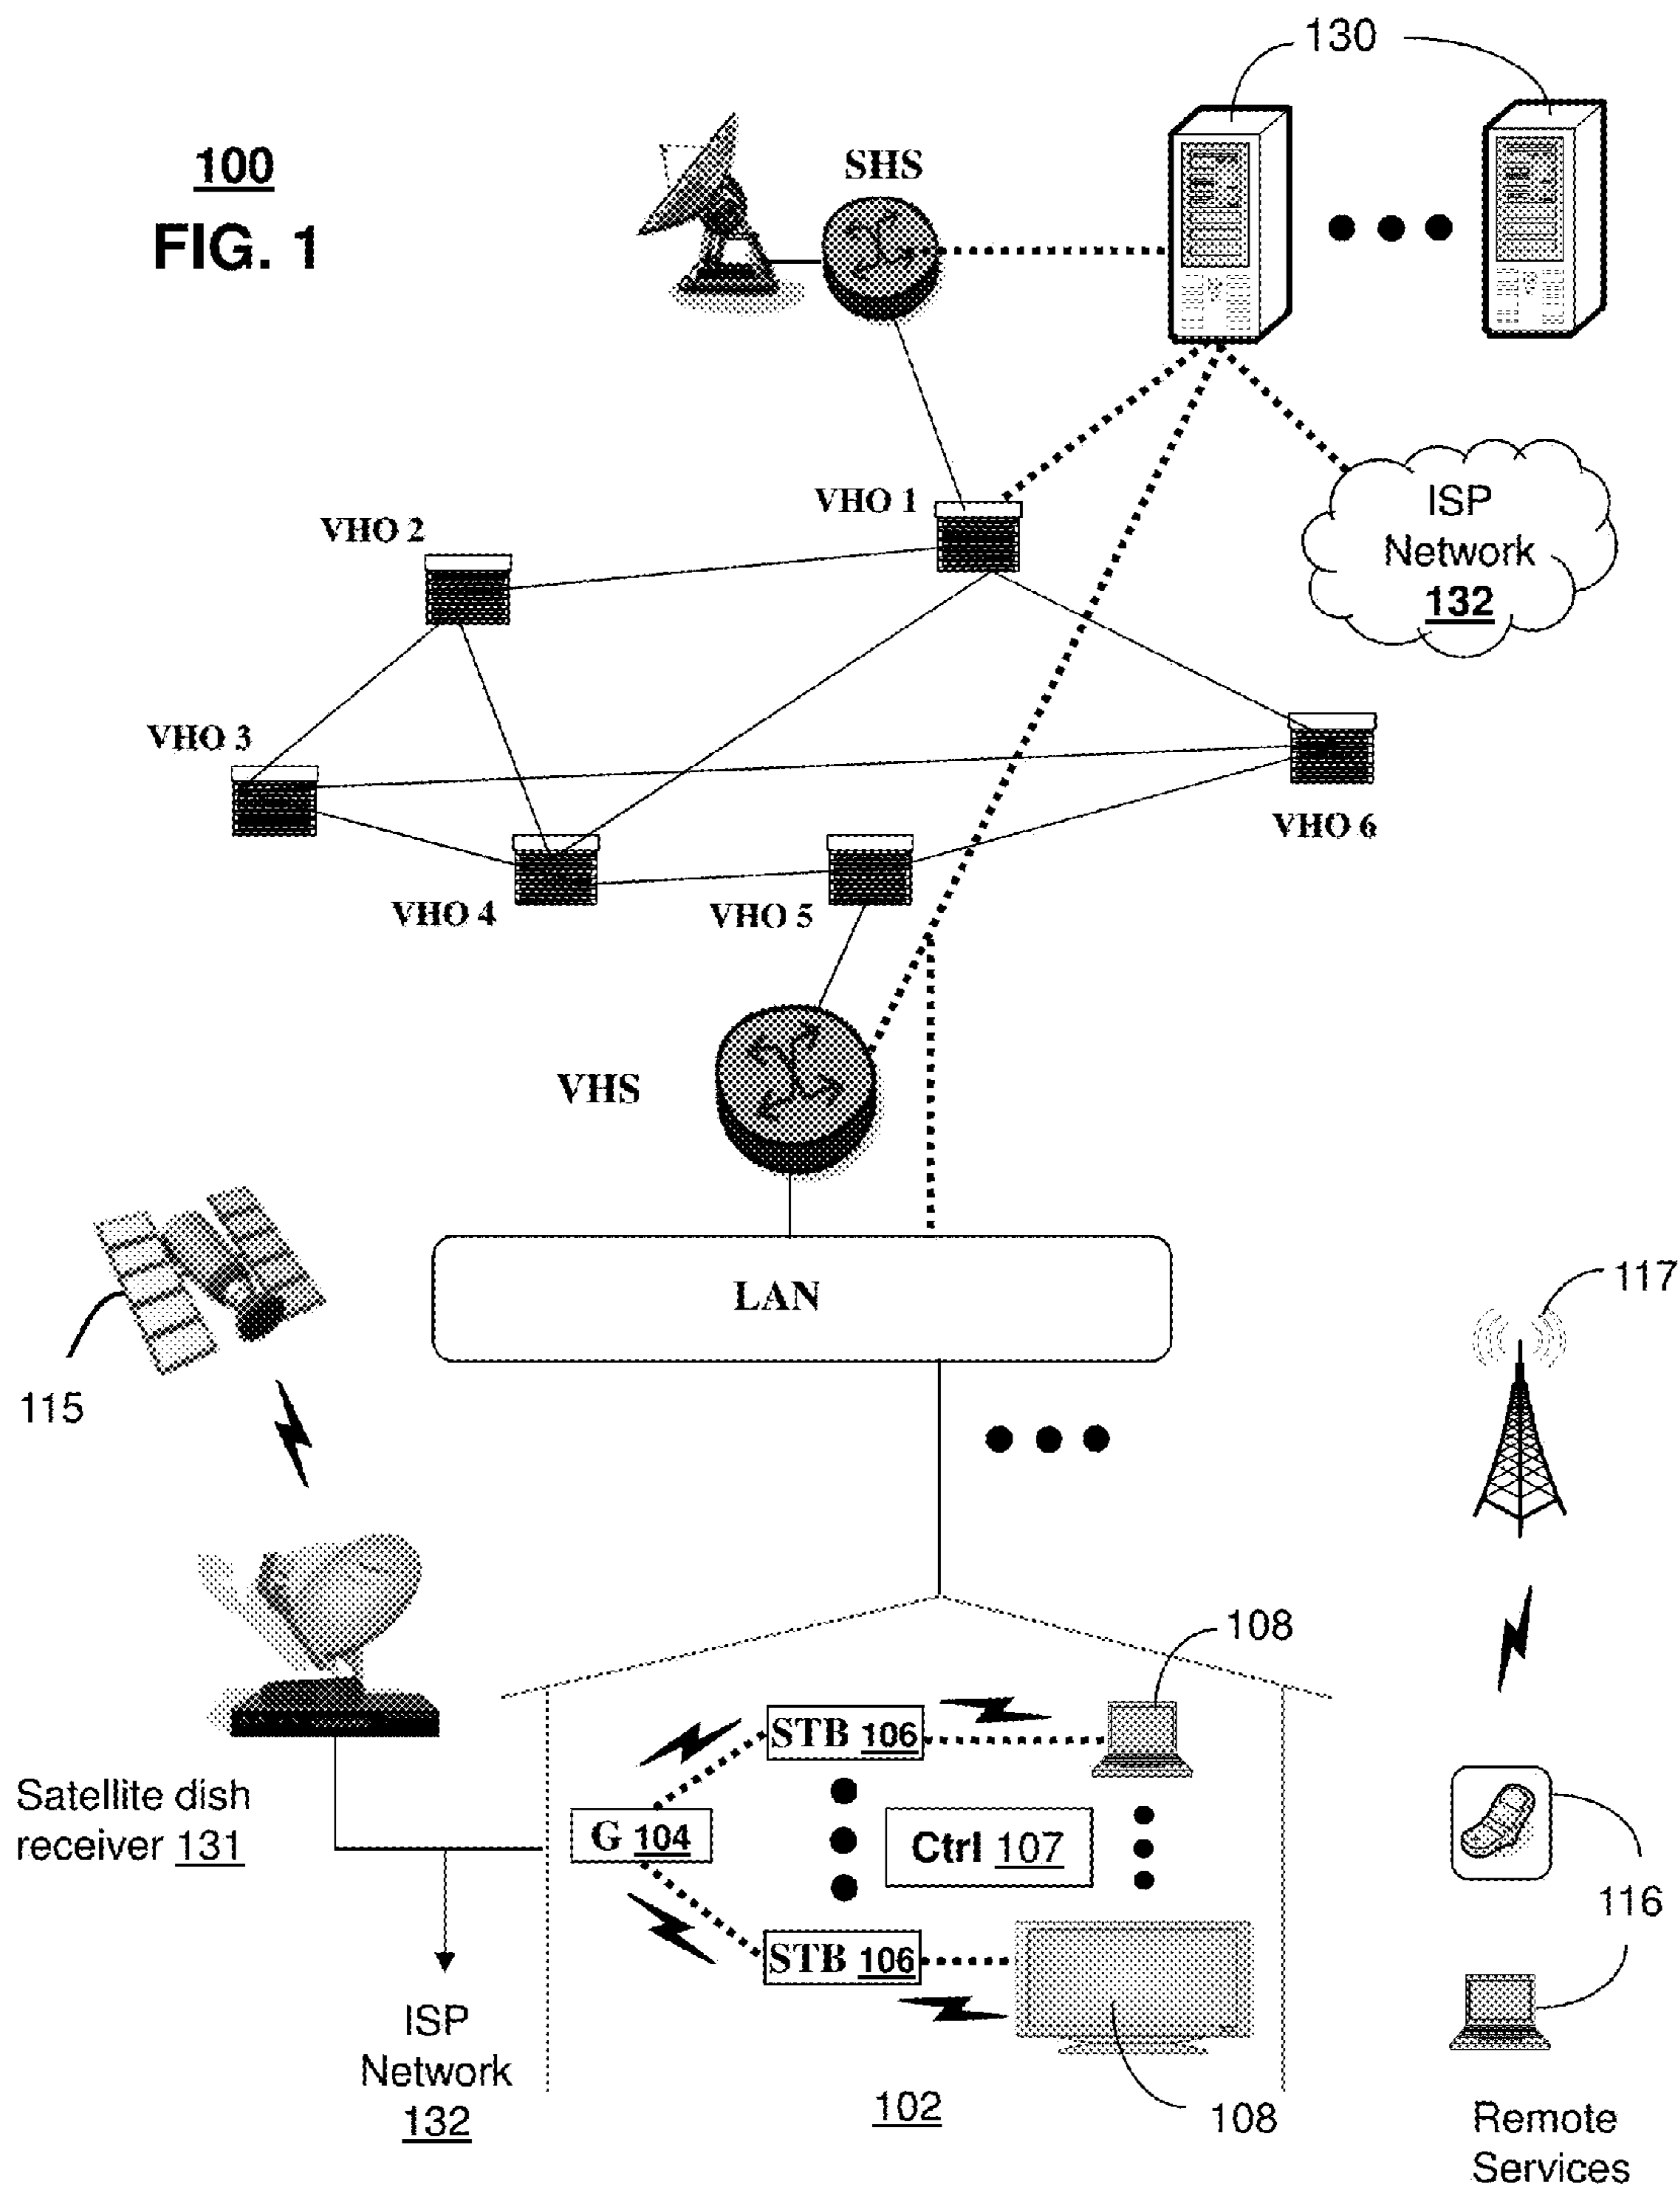 130
100
FIG. 1
SHS
ISP
Network
132
VHO 1
VHO 2
VHO 3
VHO 6
VHO 4
VHO 5
VHS
LAN
117
115
108
STB 106
Satellite dish
receiver 131
G 104
Ctrl 107
116
STB 106
ISP
Network
132
102
108
Remote
Services